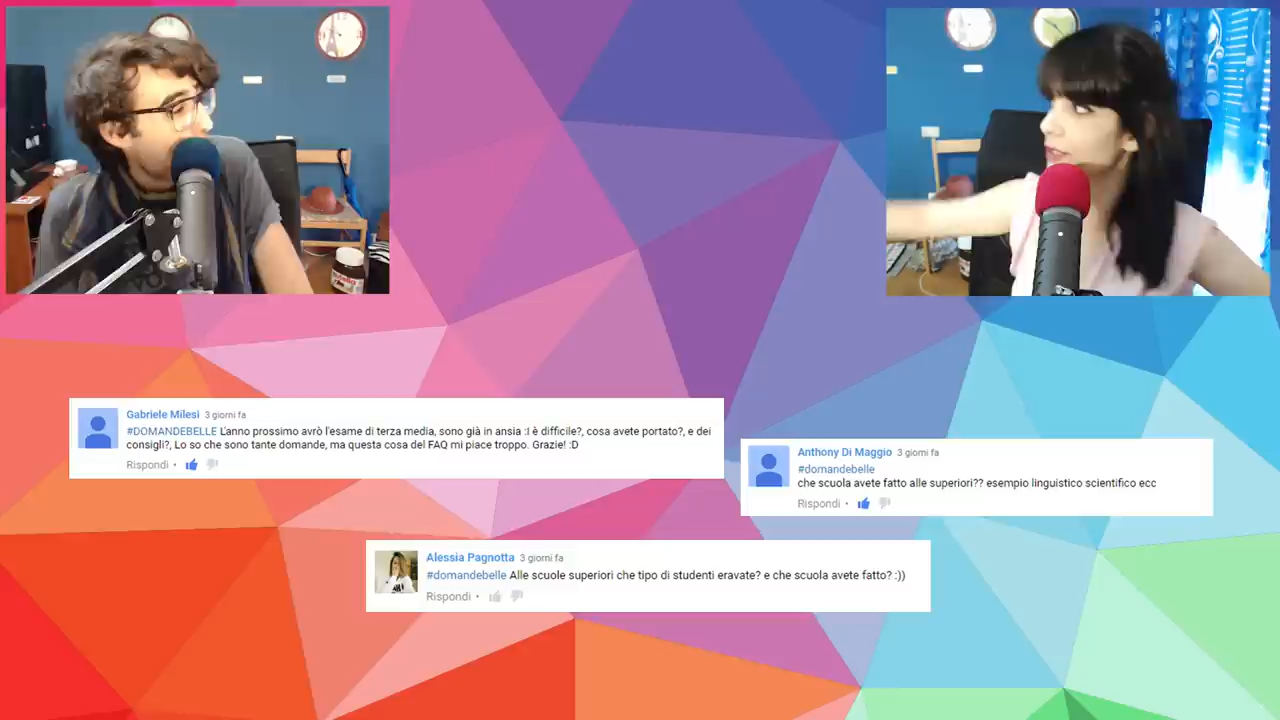 Gabriele Milesi 3 giorni fa
#DOMANDEBELLE L'anno prossimo avrò l'esame di terza media, sono già in ansia :I è difficile?, cosa avete portato?, e dei
consigli?, Lo so che sono tante domande, ma questa cosa del FAQ mi piace troppo. Grazie! :D
Rispondi •
Anthony Di Maggio 3 giorni fa
#domandebelle
che scuola avete fatto alle superiori?? esempio linguistico scientifico ecc
Rispondi •
Alessia Pagnotta 3 giorni fa
#domandebelle Alle scuole superiori che tipo di studenti eravate? e che scuola avete fatto? :))
Rispondi •
nutella